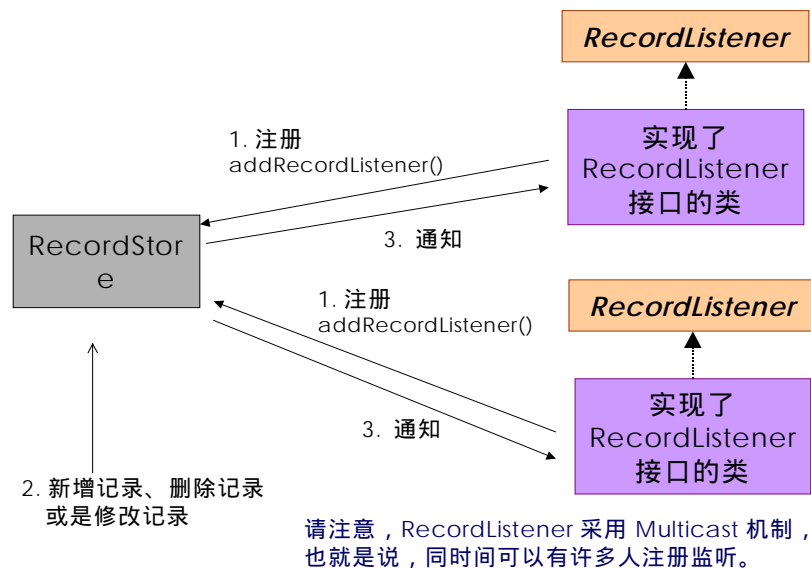 RecordListener
实现了
RecordListener
接口的类
1. 注册
addRecordListener()
3. 通知
RecordStor
e
1. 注册
addRecordListener()
RecordListener
实现了
RecordListener
接口的类
3. 通知
2. 新增记录、删除记录
或是修改记录
请注意，RecordListener 采用 Multicast 机制，
也就是说，同时间可以有许多人注册监听。